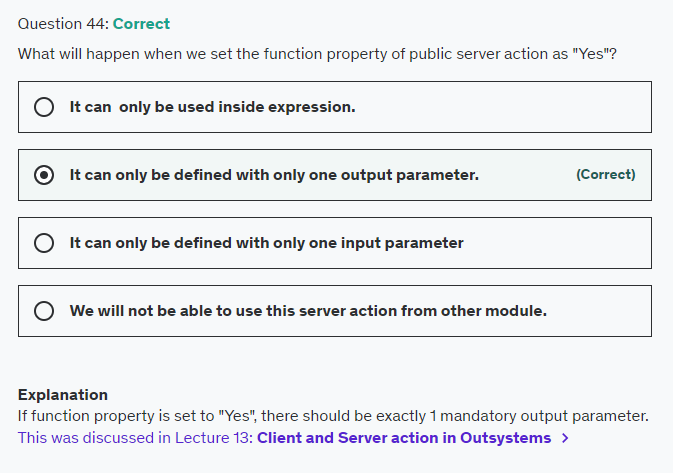 Question 44: Correct
What will happen when we set the function property of public server action as "Yes"?
It can only be used inside expression.
It can only be defined with only one output parameter. (Correct)
It can only be defined with only one input parameter
We will not be able to use this server action from other module.
Explanation
If function property is set to "Yes", there should be exactly 1 mandatory output parameter.
This was discussed in Lecture 13: Client and Server action in Outsystems >